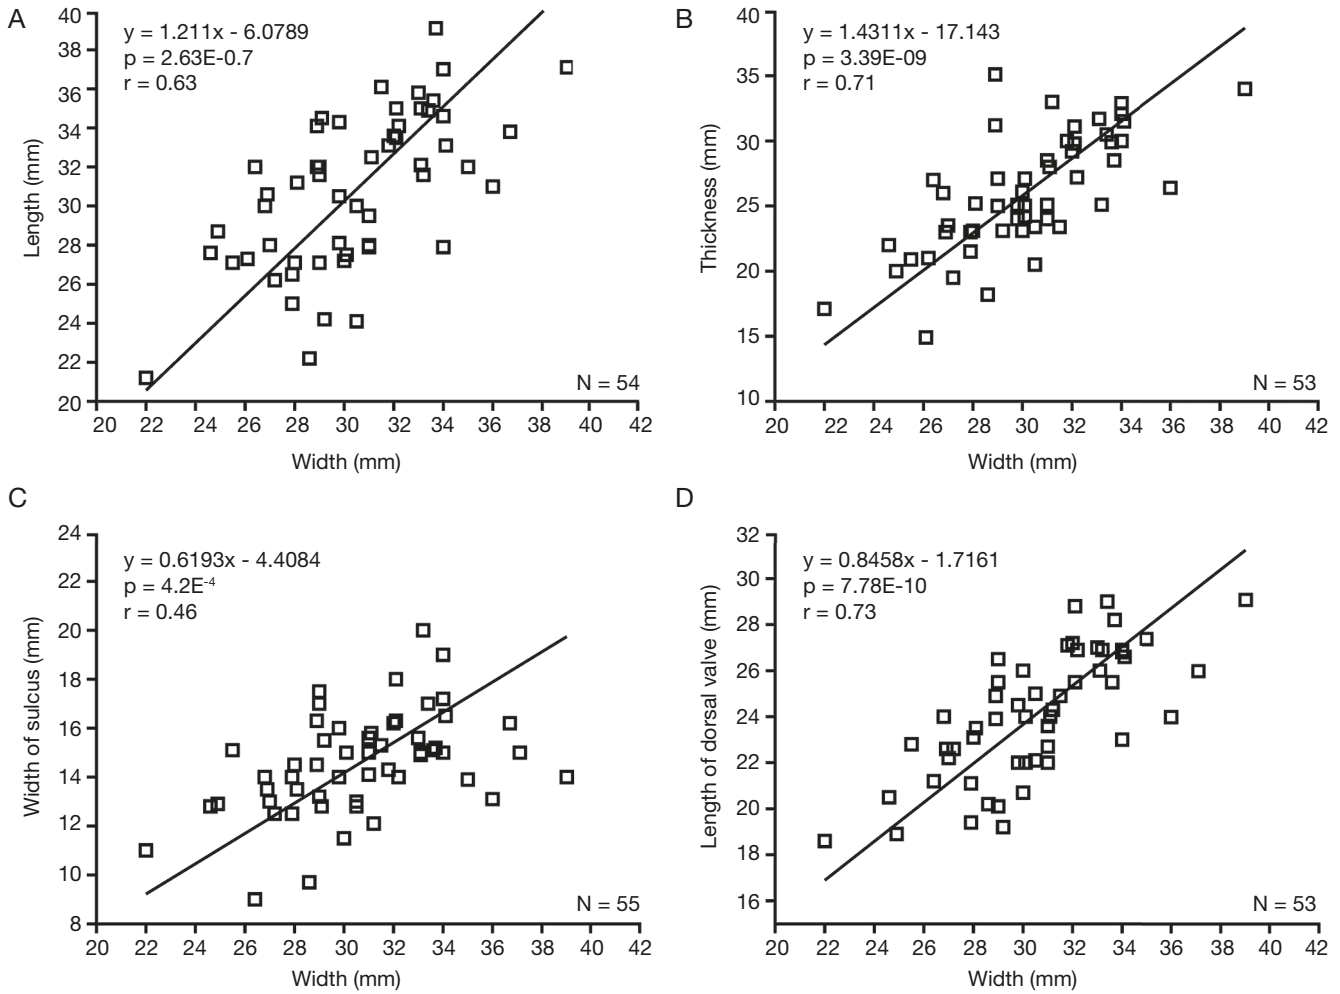 A
y = 1.211x - 6.0789
p = 2.63E-0.7
r = 0.63
Length (mm)
40
38
36
34
32
30
28
26
24
22
20
N = 54
20 22 24 26 28 30 32 34 36 38 40 42
Width (mm)
B
y = 1.4311x - 17.143
p = 3.39E-09
r = 0.71
Thickness (mm)
40
35
30
25
20
15
10
N = 53
20 22 24 26 28 30 32 34 36 38 40 42
Width (mm)
C
y = 0.6193x - 4.4084
p = 4.2E-4
r = 0.46
Width of sulcus (mm)
24
22
20
18
16
14
12
10
8
N = 55
20 22 24 26 28 30 32 34 36 38 40 42
Width (mm)
D
y = 0.8458x - 1.7161
p = 7.78E-10
r = 0.73
Length of dorsal valve (mm)
32
30
28
26
24
22
20
18
16
N = 53
20 22 24 26 28 30 32 34 36 38 40 42
Width (mm)